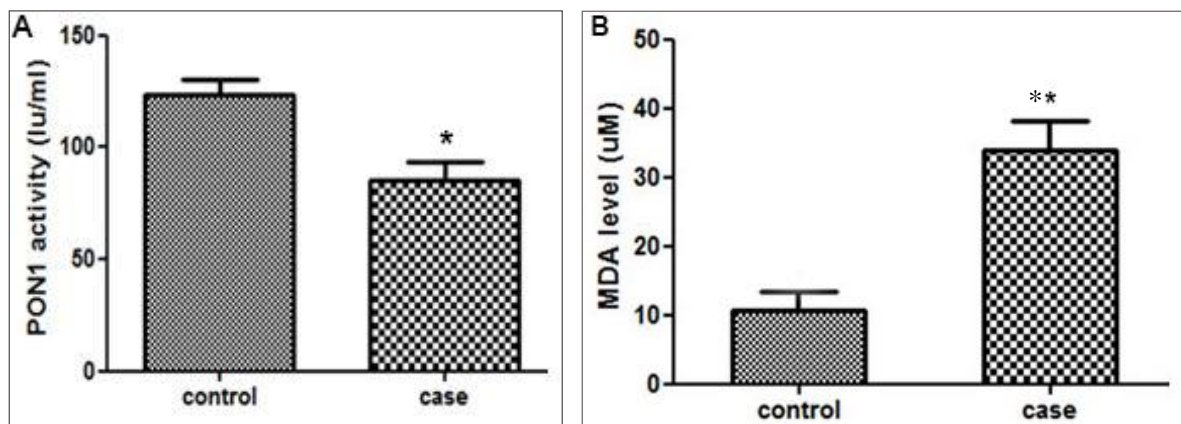 A
PON1 activity (Iu/ml)
150
100
50
0
*
control
case
B
MDA level (uM)
50
40
30
20
10
0
**
control
case